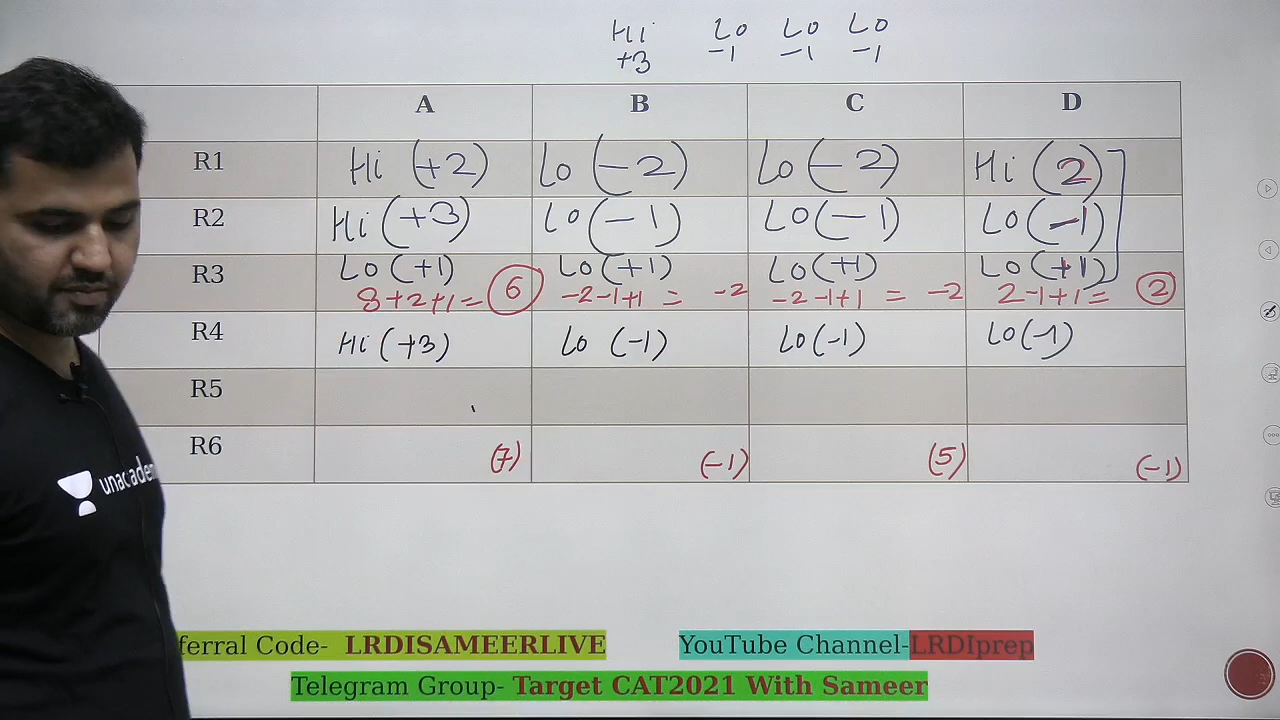 Hi Lo Lo Lo
+3 -1 -1 -1
A B C D
R1 Hi (+2) Lo (-2) Lo (-2) Hi (2)
R2 Hi (+3) Lo (-1) Lo (-1) Lo (-1)
R3 Lo (+1) Lo (+1) Lo (+1) Lo (+1)
8+2+1= 6 -2-1+1 = -2 -2-1+1 = -2 2-1+1= 2
R4 Hi (+3) Lo (-1) Lo (-1) Lo (-1)
R5
R6 (7) (-1) (5) (-1)
unacadem
ferral Code- LRDISAMEERLIVE YouTube Channel-LRDIprep
Telegram Group- Target CAT2021 With Sameer